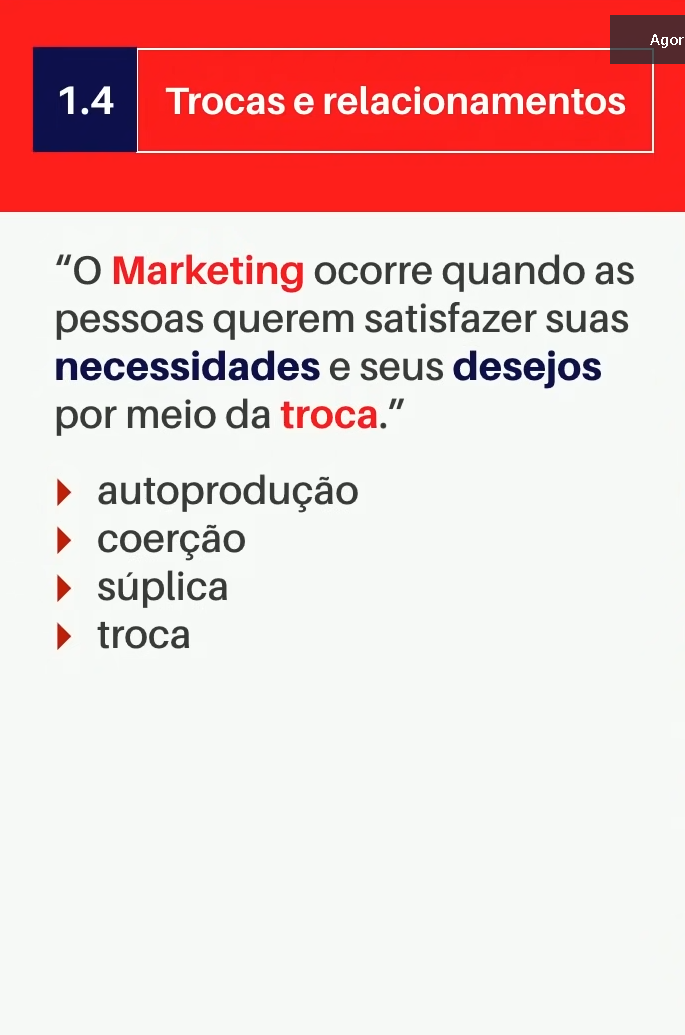 Agor
1.4 Trocas e relacionamentos
“O Marketing ocorre quando as
pessoas querem satisfazer suas
necessidades e seus desejos
por meio da troca.”
autoprodução
coerção
súplica
troca